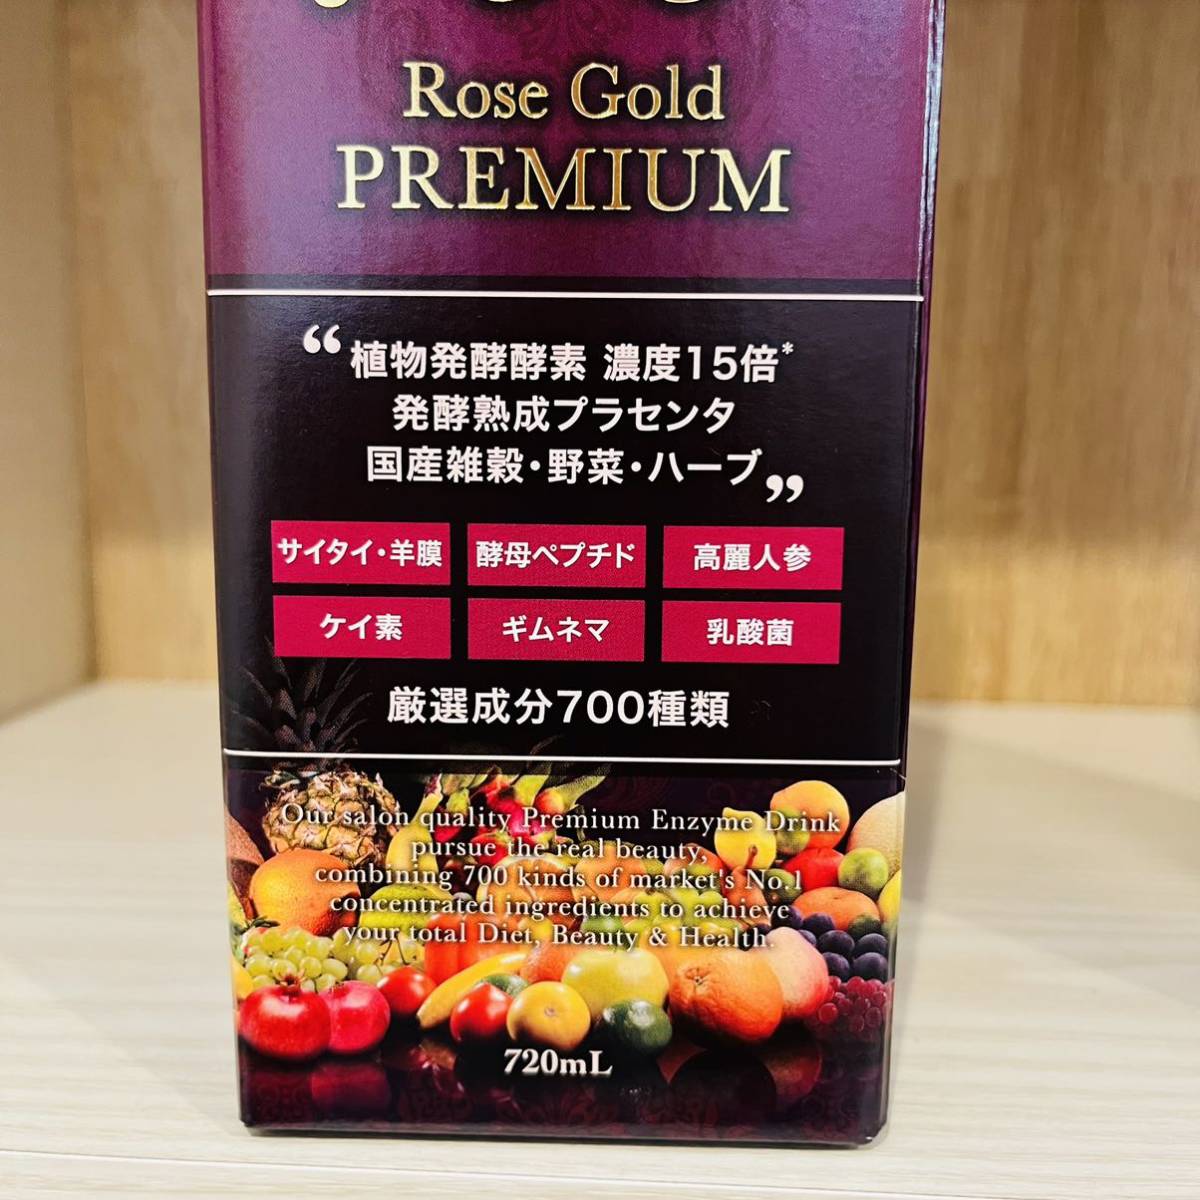 Rose Gold
PREMIUM
“植物発酵酵素 濃度15倍*
発酵熟成プラセンタ
国産雑穀・野菜・ハーブ”
サイタイ・羊膜 酵母ペプチド 高麗人参
ケイ素 ギムネマ 乳酸菌
厳選成分700種類
Our salon quality Premium Enzyme Drink
pursue the real beauty,
combining 700 kinds of market's No.1
concentrated ingredients to achieve
your total Diet, Beauty & Health.
720mL